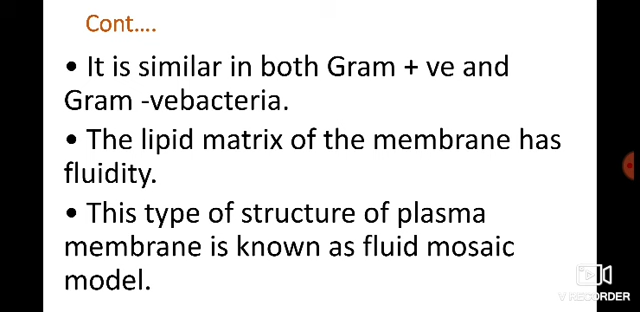 Cont....
• It is similar in both Gram + ve and
Gram -vebacteria.
• The lipid matrix of the membrane has
fluidity.
• This type of structure of plasma
membrane is known as fluid mosaic
model.
V RECORDER